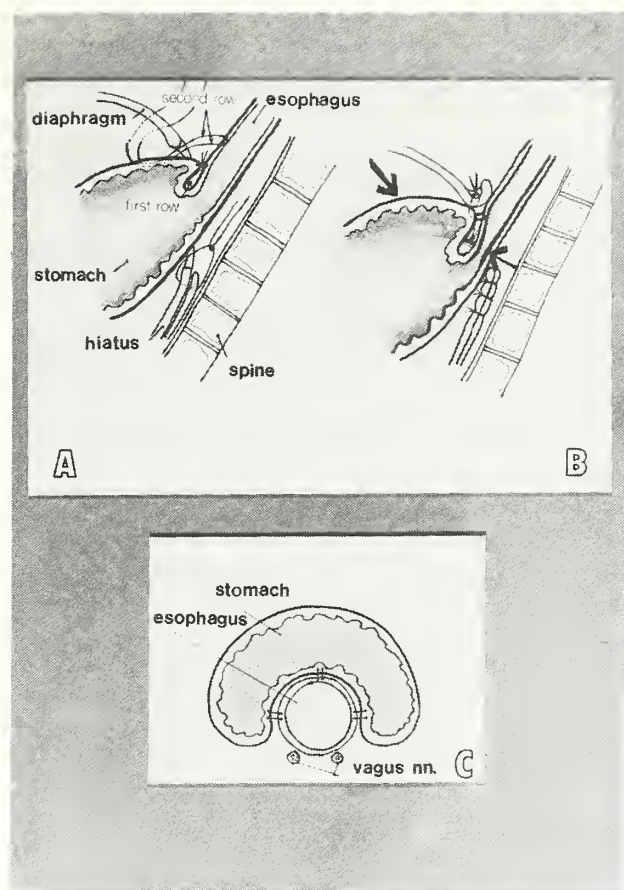 second row
esophagus
diaphragm
first row
stomach
hiatus
spine
A
B
stomach
esophagus
vagus nn.
C